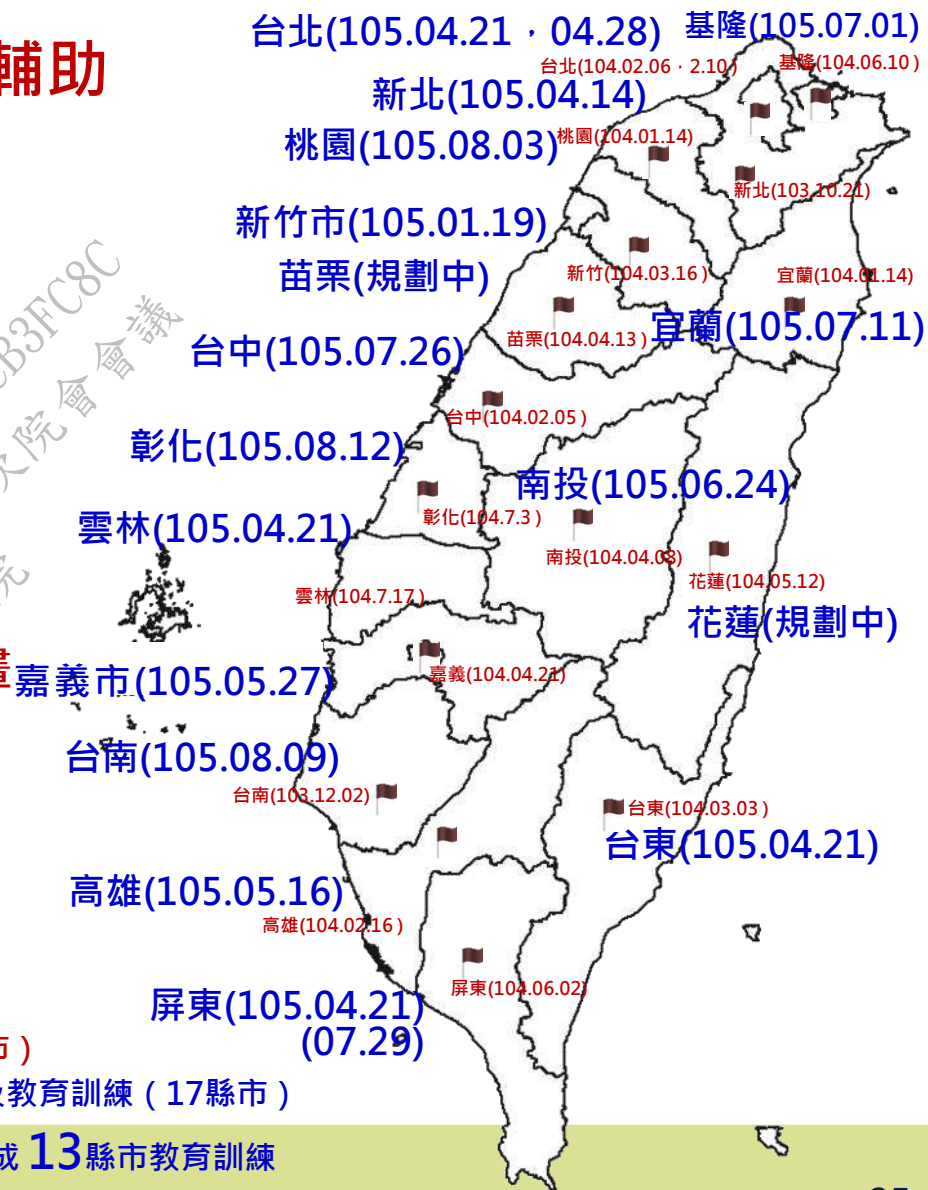 輔助
台北(105.04.21，04.28)
基隆(105.07.01)
台北(104.02.06，2.10)
基隆(104.06.10)
新北(105.04.14)
桃園(105.08.03)
桃園(104.01.14)
新北(103.10.21)
新竹市(105.01.19)
苗栗(規劃中)
新竹(104.03.16)
宜蘭(104.01.14)
苗栗(104.04.13)
宜蘭(105.07.11)
台中(105.07.26)
台中(104.02.05)
彰化(105.08.12)
南投(105.06.24)
彰化(104.7.3)
雲林(105.04.21)
南投(104.04.08)
花蓮(104.05.12)
雲林(104.7.17)
花蓮(規劃中)
嘉義市(105.05.27)
嘉義(104.04.21)
台南(105.08.09)
台南(103.12.02)
台東(104.03.03)
台東(105.04.21)
高雄(105.05.16)
高雄(104.02.16)
屏東(104.06.02)
屏東(105.04.21)
(07.29)
市）
教育訓練（17縣市）
成 13縣市教育訓練
B3FC8C
院會會議
院